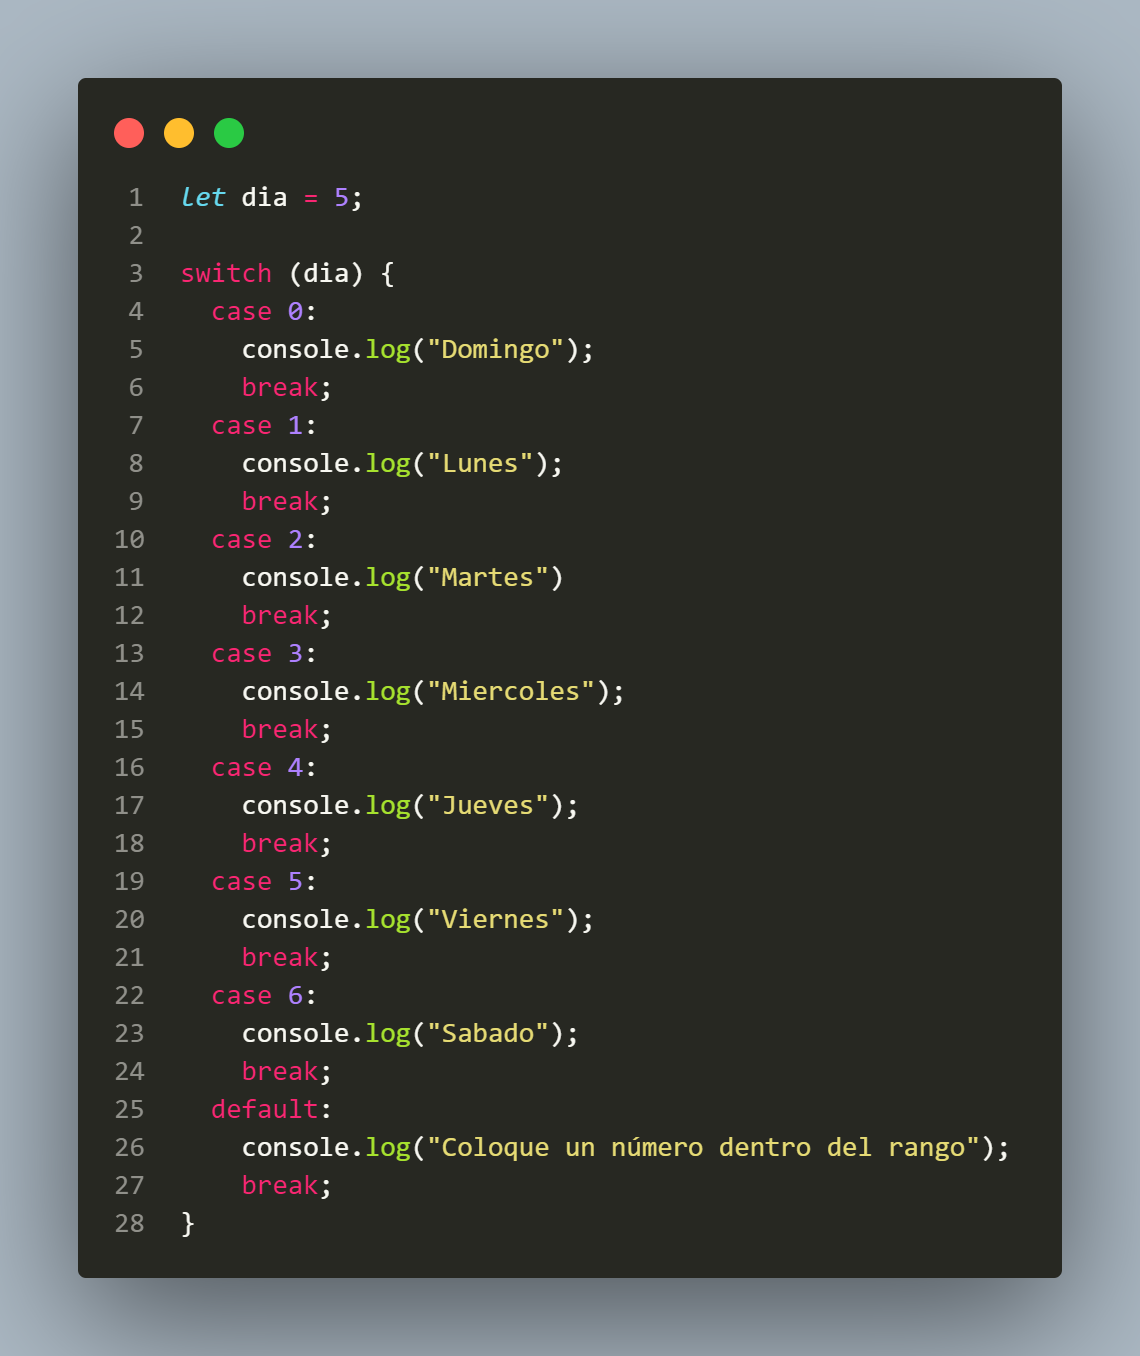 1 let dia = 5;
2
3 switch (dia) {
4   case 0:
5     console.log("Domingo");
6     break;
7   case 1:
8     console.log("Lunes");
9     break;
10   case 2:
11     console.log("Martes")
12     break;
13   case 3:
14     console.log("Miercoles");
15     break;
16   case 4:
17     console.log("Jueves");
18     break;
19   case 5:
20     console.log("Viernes");
21     break;
22   case 6:
23     console.log("Sabado");
24     break;
25   default:
26     console.log("Coloque un número dentro del rango");
27     break;
28 }